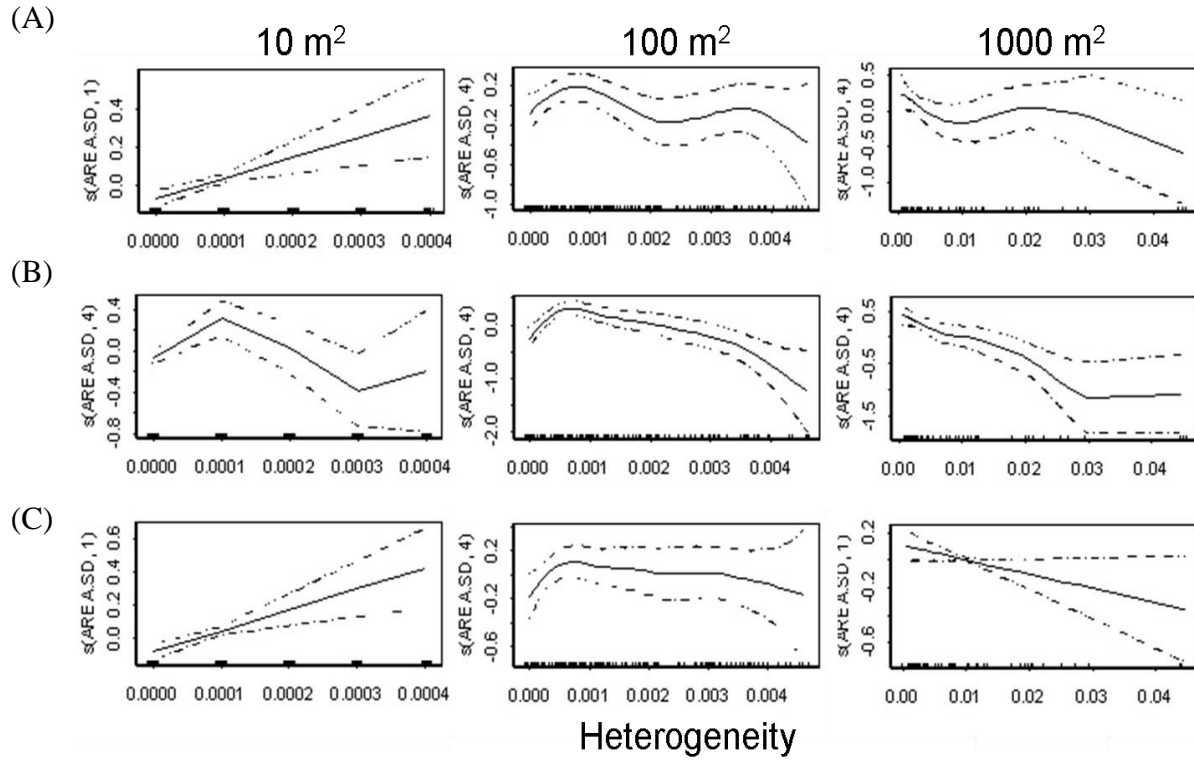 (A)
10 m²
100 m²
1000 m²
s(ARE A.SD, 1)
0.0 0.2 0.4
0.0000 0.0001 0.0002 0.0003 0.0004
s(ARE A.SD, 4)
-1.0 -0.6 -0.2 0.2
0.000 0.001 0.002 0.003 0.004
s(ARE A.SD, 4)
-1.0 -0.5 0.0 0.5
0.00 0.01 0.02 0.03 0.04
(B)
s(ARE A.SD, 4)
-0.8 -0.4 0.0 0.4
0.0000 0.0001 0.0002 0.0003 0.0004
s(ARE A.SD, 4)
-2.0 -1.0 0.0
0.000 0.001 0.002 0.003 0.004
s(ARE A.SD, 4)
-1.5 -0.5 0.5
0.00 0.01 0.02 0.03 0.04
(C)
s(ARE A.SD, 1)
0.0 0.2 0.4 0.6
0.0000 0.0001 0.0002 0.0003 0.0004
s(ARE A.SD, 4)
-0.6 -0.2 0.2
0.000 0.001 0.002 0.003 0.004
s(ARE A.SD, 1)
-0.6 -0.2 0.2
0.00 0.01 0.02 0.03 0.04
Heterogeneity